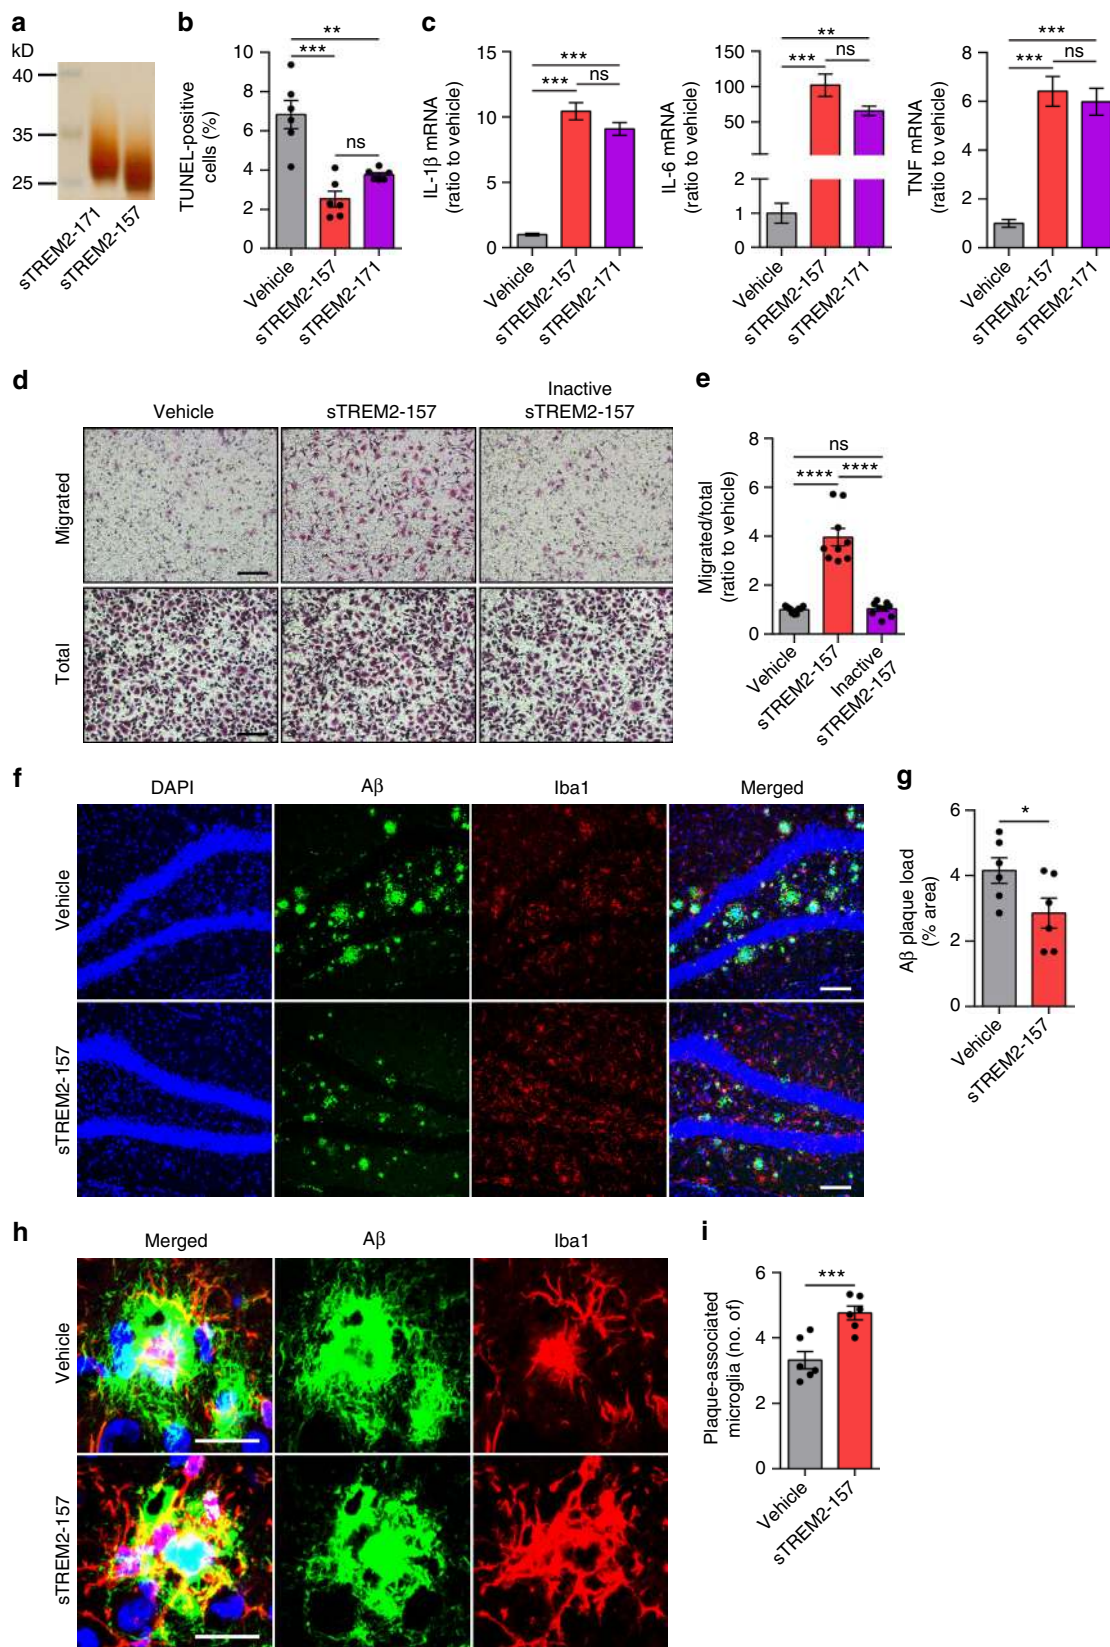 a
kD
40
35
25
sTREM2-171
sTREM2-157
b
TUNEL-positive
cells (%)
10
8
6
4
2
0
**
***
ns
Vehicle
sTREM2-157
sTREM2-171
c
IL-1β mRNA
(ratio to vehicle)
15
10
5
0
***
***
ns
Vehicle
sTREM2-157
sTREM2-171
IL-6 mRNA
(ratio to vehicle)
150
100
50
2
1
0
**
***
ns
Vehicle
sTREM2-157
sTREM2-171
TNF mRNA
(ratio to vehicle)
8
6
4
2
0
***
***
ns
Vehicle
sTREM2-157
sTREM2-171
d
Vehicle
sTREM2-157
Inactive
sTREM2-157
Migrated
Total
e
Migrated/total
(ratio to vehicle)
8
6
4
2
0
ns
****
****
Vehicle
sTREM2-157
Inactive
sTREM2-157
f
DAPI
Aβ
Iba1
Merged
Vehicle
sTREM2-157
g
Aβ plaque load
(% area)
6
4
2
0
*
Vehicle
sTREM2-157
h
Merged
Aβ
Iba1
Vehicle
sTREM2-157
i
Plaque-associated
microglia (no. of)
6
4
2
0
***
Vehicle
sTREM2-157